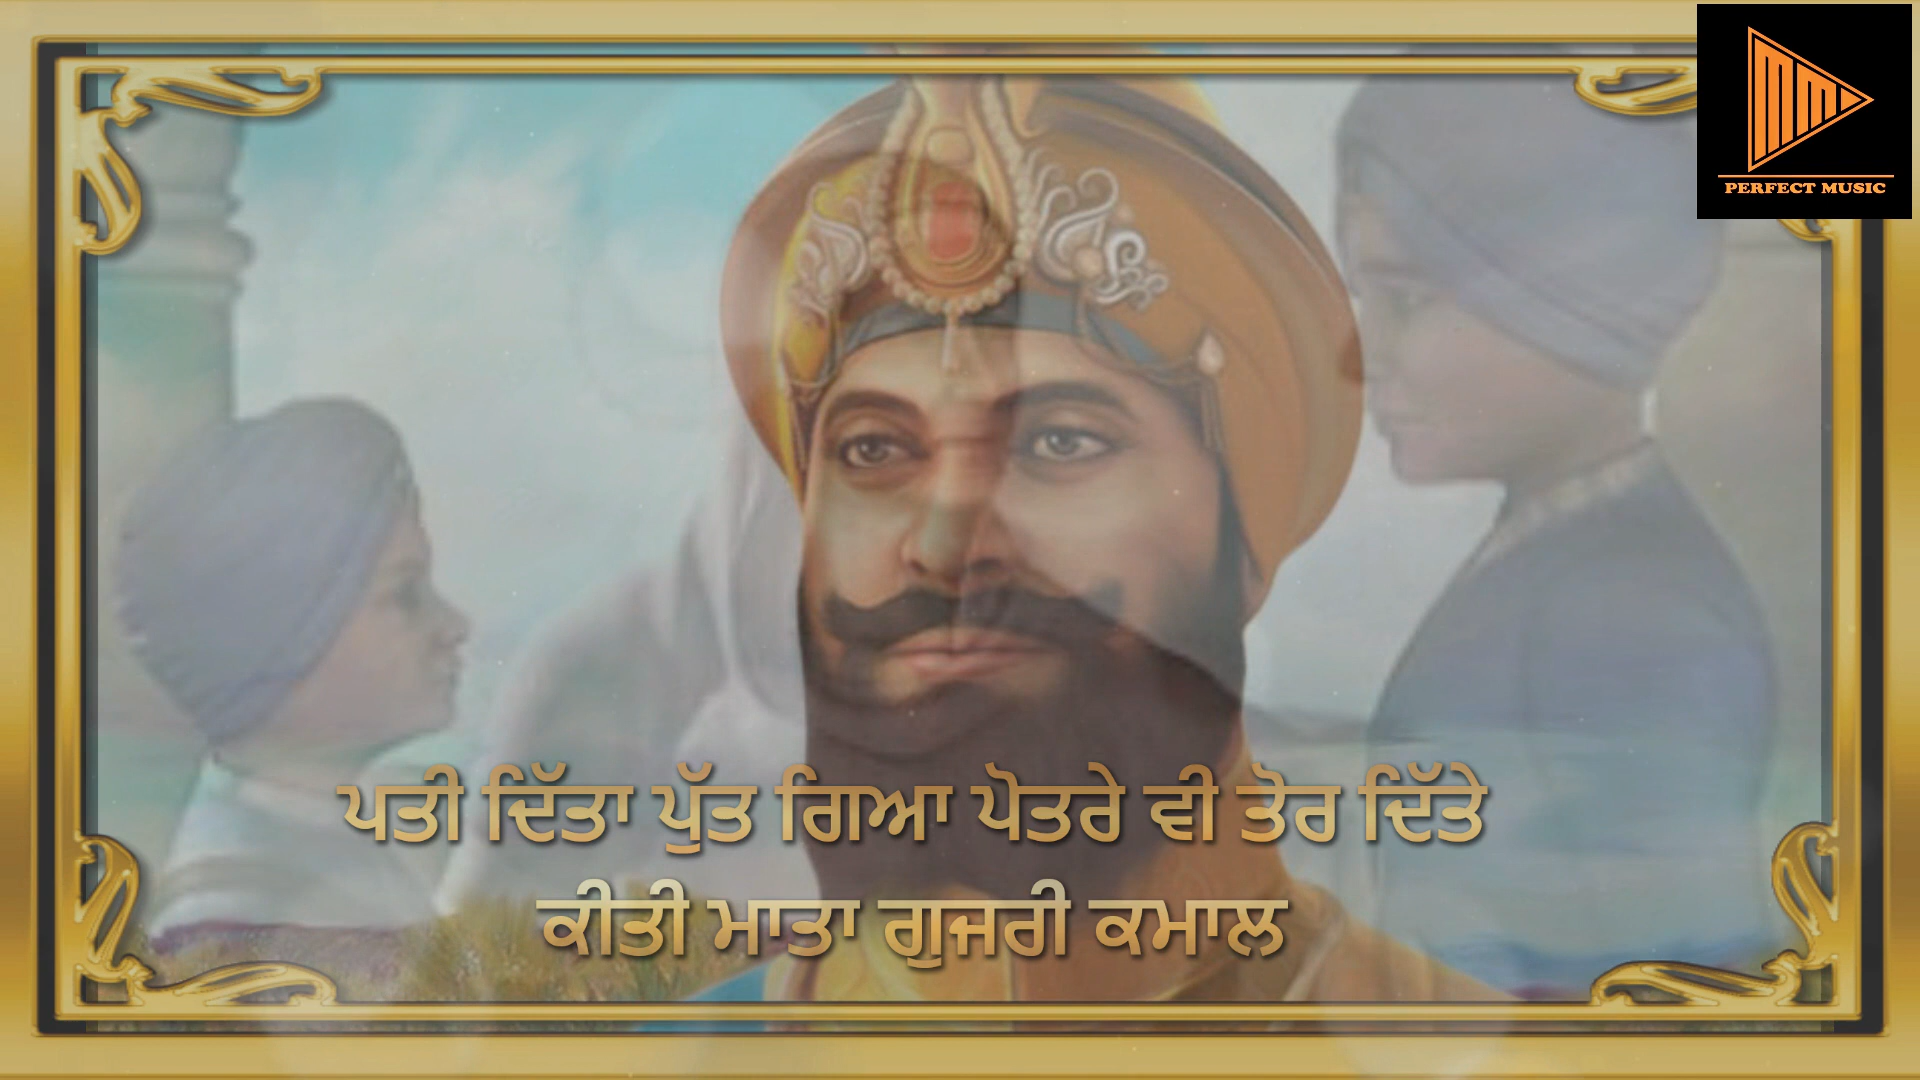 PERFECT MUSIC
ਪਤੀ ਦਿੱਤਾ ਪੁੱਤ ਗਿਆ ਪੋਤਰੇ ਵੀ ਤੋਰ ਦਿੱਤੇ
ਕੀਤੀ ਮਾਤਾ ਗੁਜਰੀ ਕਮਾਲ